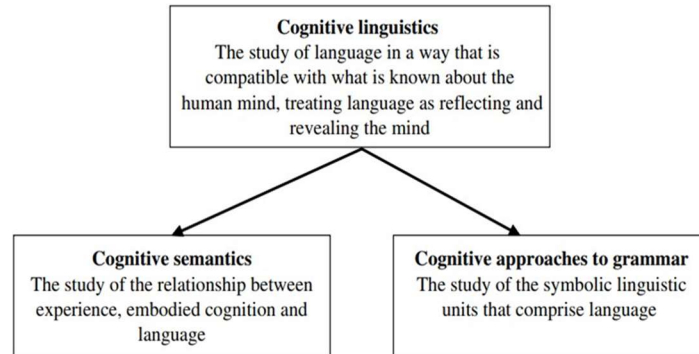 Cognitive linguistics
The study of language in a way that is
compatible with what is known about the
human mind, treating language as reflecting and
revealing the mind
Cognitive semantics
The study of the relationship between
experience, embodied cognition and
language
Cognitive approaches to grammar
The study of the symbolic linguistic
units that comprise language